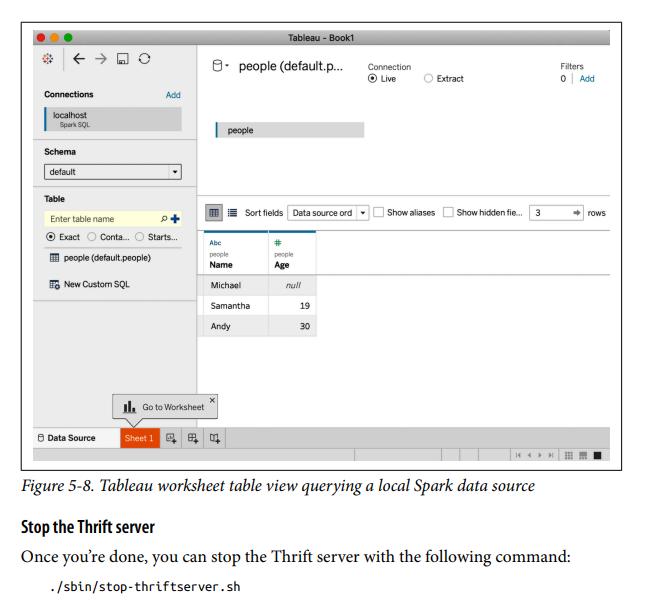 Tableau - Book1
people (default.p...
Connection
Live
Extract
Filters
0 | Add
Connections
Add
localhost
Spark SQL
people
Schema
default
Table
Enter table name
Exact
Conta...
Starts...
people (default.people)
New Custom SQL
Sort fields
Data source ord
Show aliases
Show hidden fie...
3
rows
Abc
#
people
people
Name
Age
Michael
null
Samantha
19
Andy
30
Go to Worksheet
Data Source
Sheet 1
Figure 5-8. Tableau worksheet table view querying a local Spark data source
Stop the Thrift server
Once you’re done, you can stop the Thrift server with the following command:
./sbin/stop-thriftserver.sh